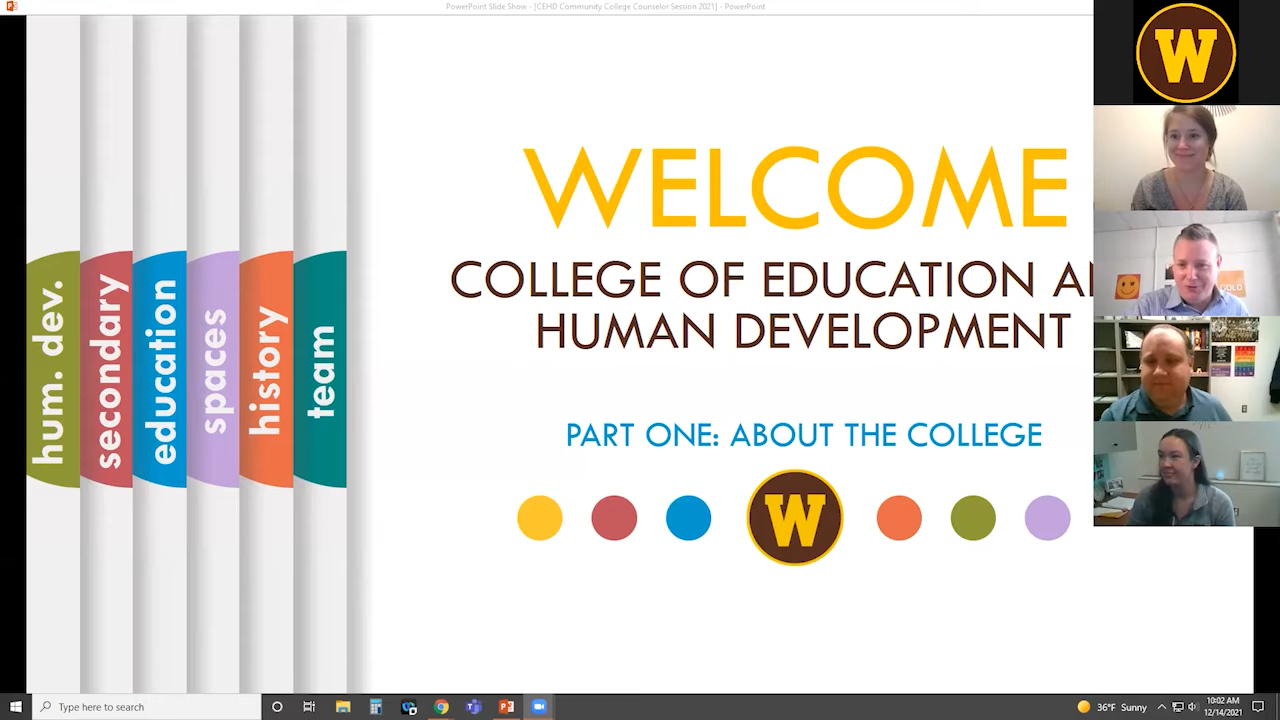 PowerPoint Slide Show - [CEHD Community College Counselor Session 2021] - PowerPoint
hum. dev.
secondary
education
spaces
history
team
WELCOME
COLLEGE OF EDUCATION
HUMAN DEVELOPMENT
PART ONE: ABOUT THE COLLEGE
W
W
GOLD
Type here to search
36°F Sunny
10:02 AM
12/14/2021